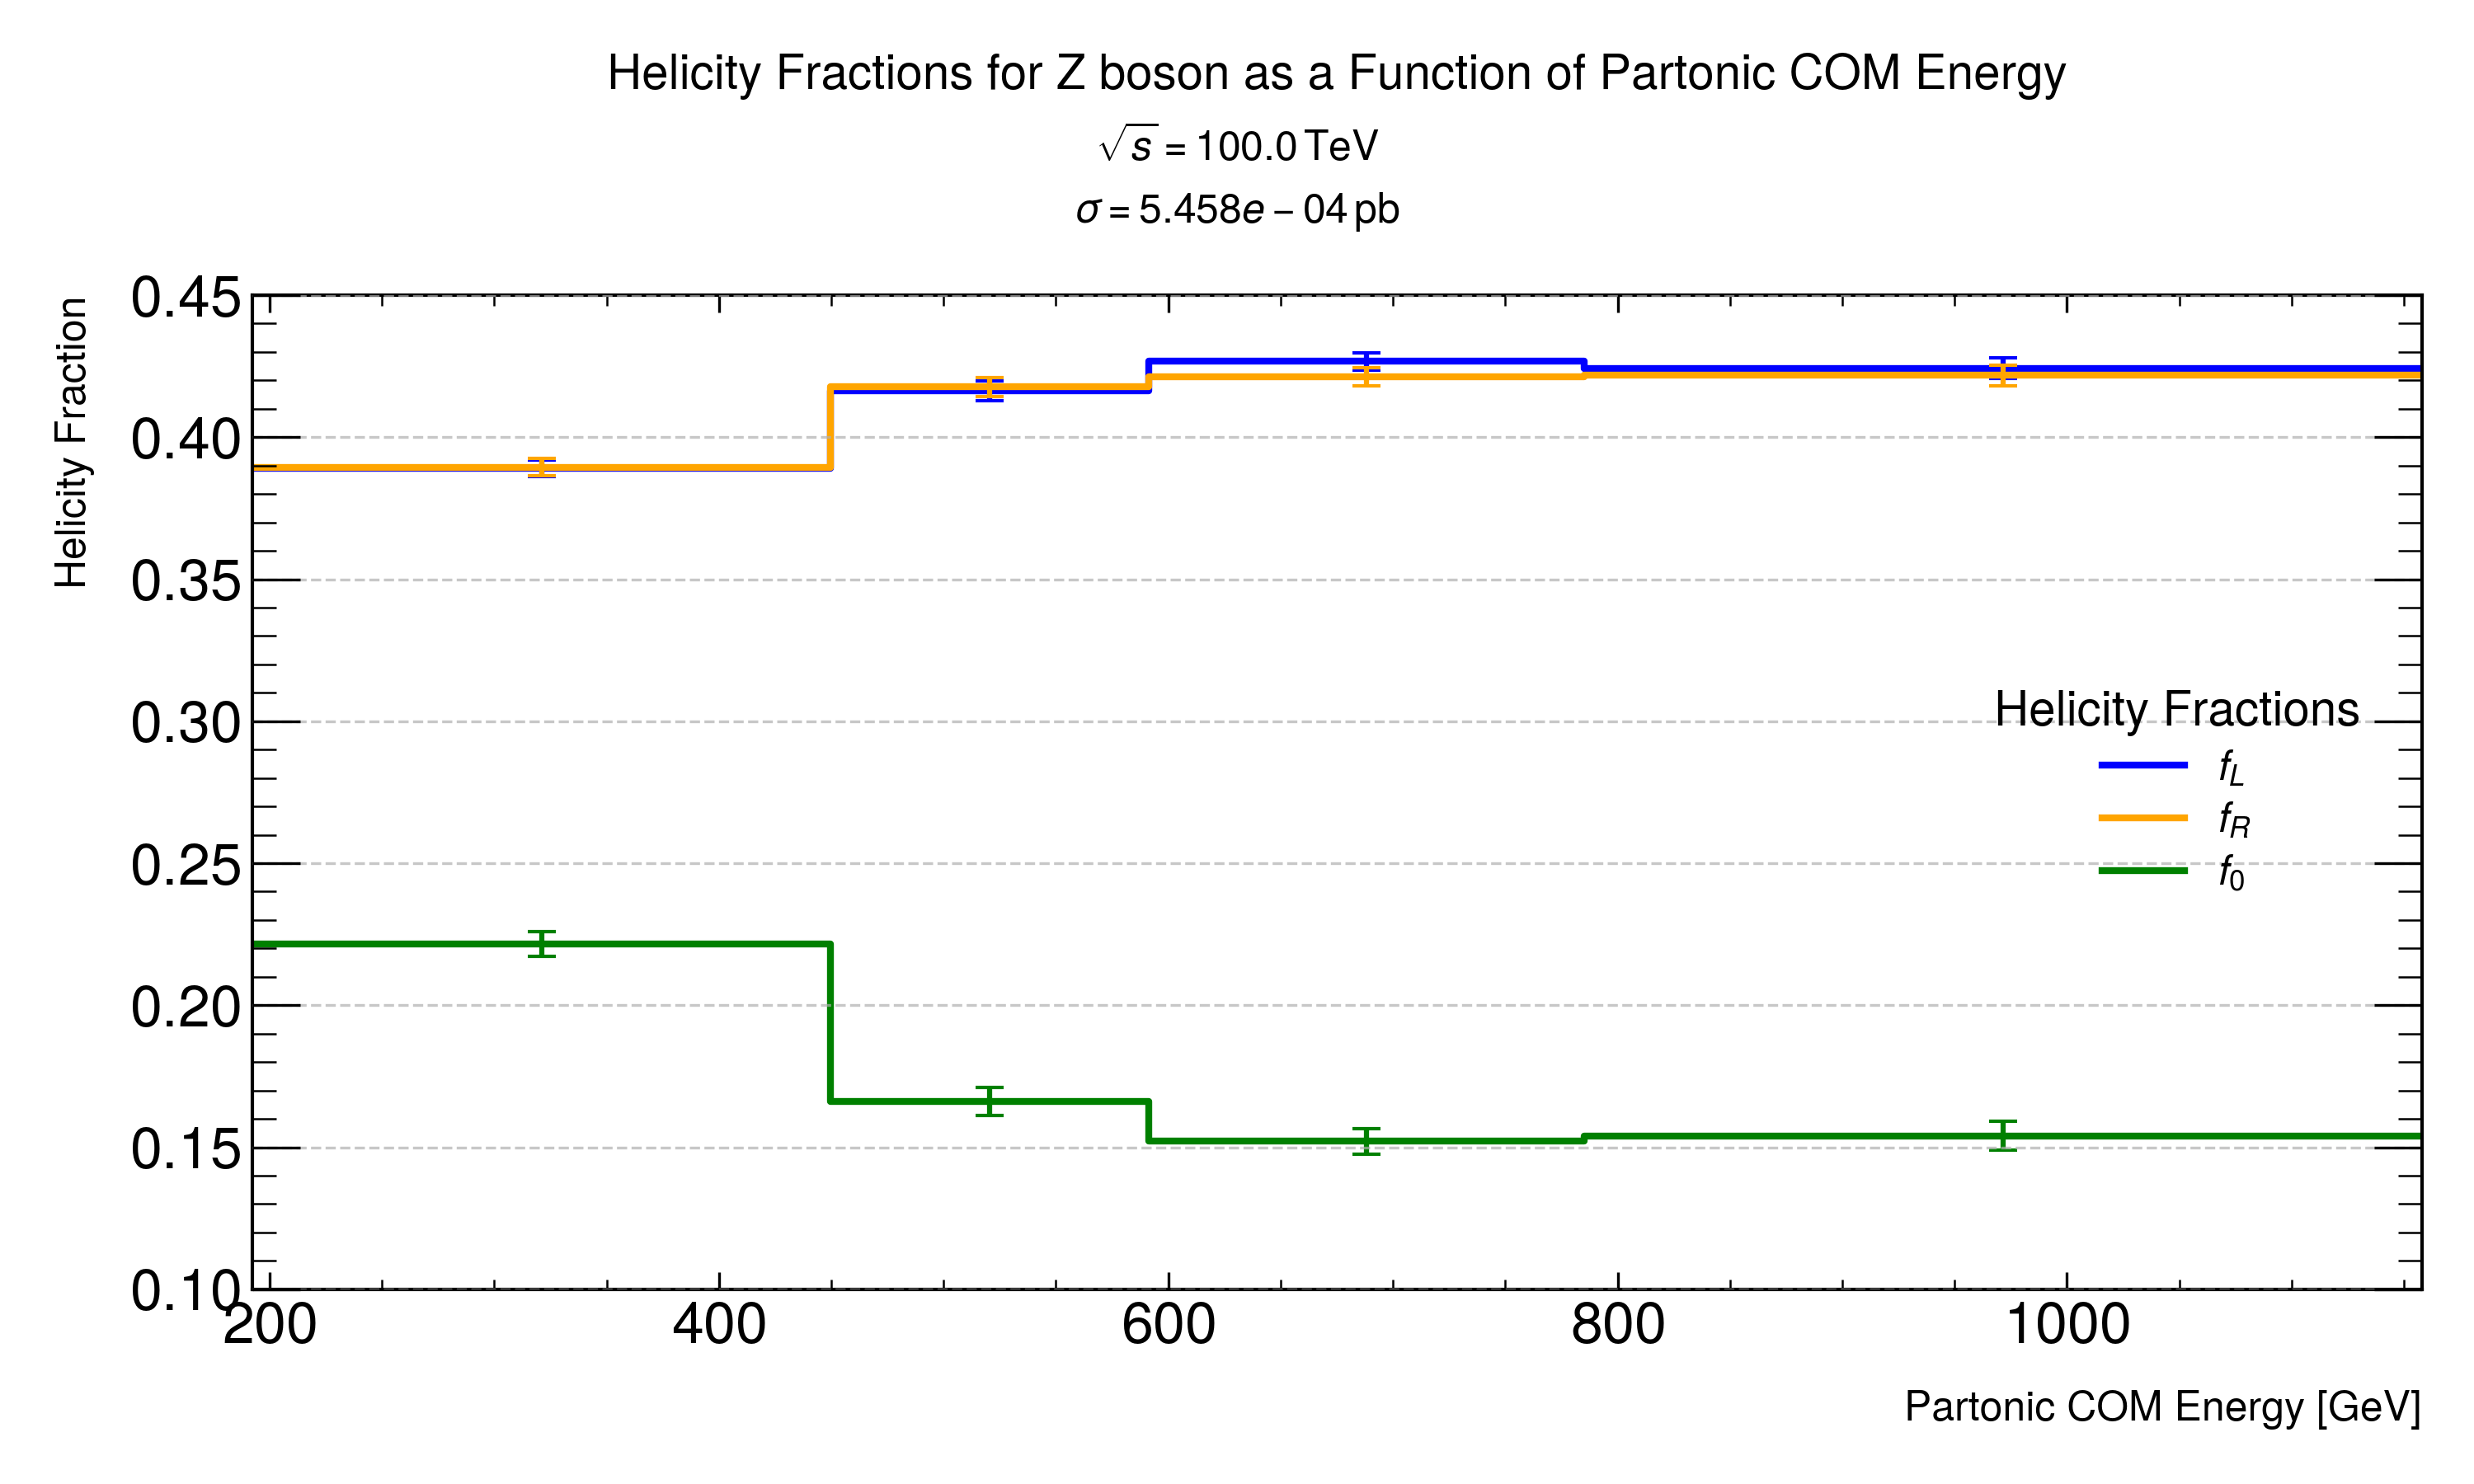 Helicity Fractions for Z boson as a Function of Partonic COM Energy
√s = 100.0 TeV
σ = 5.458e − 04 pb
Helicity Fraction
0.45
0.40
0.35
0.30
0.25
0.20
0.15
0.10
Helicity Fractions
f_L
f_R
f_0
200 400 600 800 1000
Partonic COM Energy [GeV]